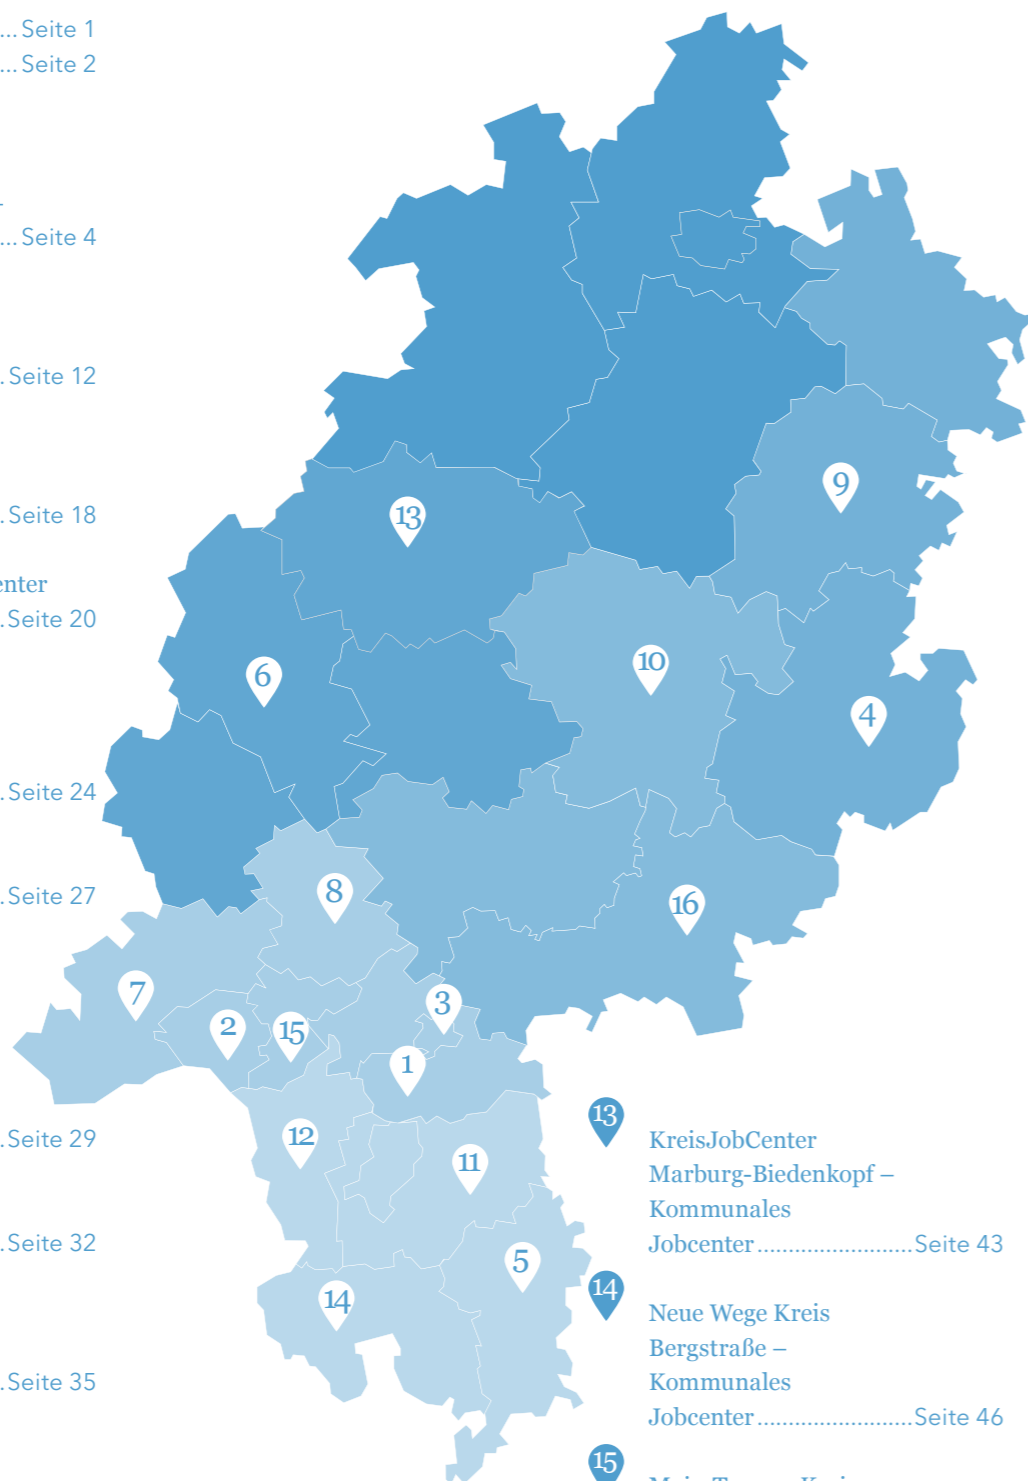 ... Seite 1
... Seite 2
... Seite 4
. Seite 12
. Seite 18
enter
. Seite 20
. Seite 24
. Seite 27
. Seite 29
. Seite 32
. Seite 35
13
9
6
10
4
8
16
7
2
15
3
1
12
11
5
14
13
KreisJobCenter
Marburg-Biedenkopf –
Kommunales
Jobcenter ......................... Seite 43
14
Neue Wege Kreis
Bergstraße –
Kommunales
Jobcenter ......................... Seite 46
15